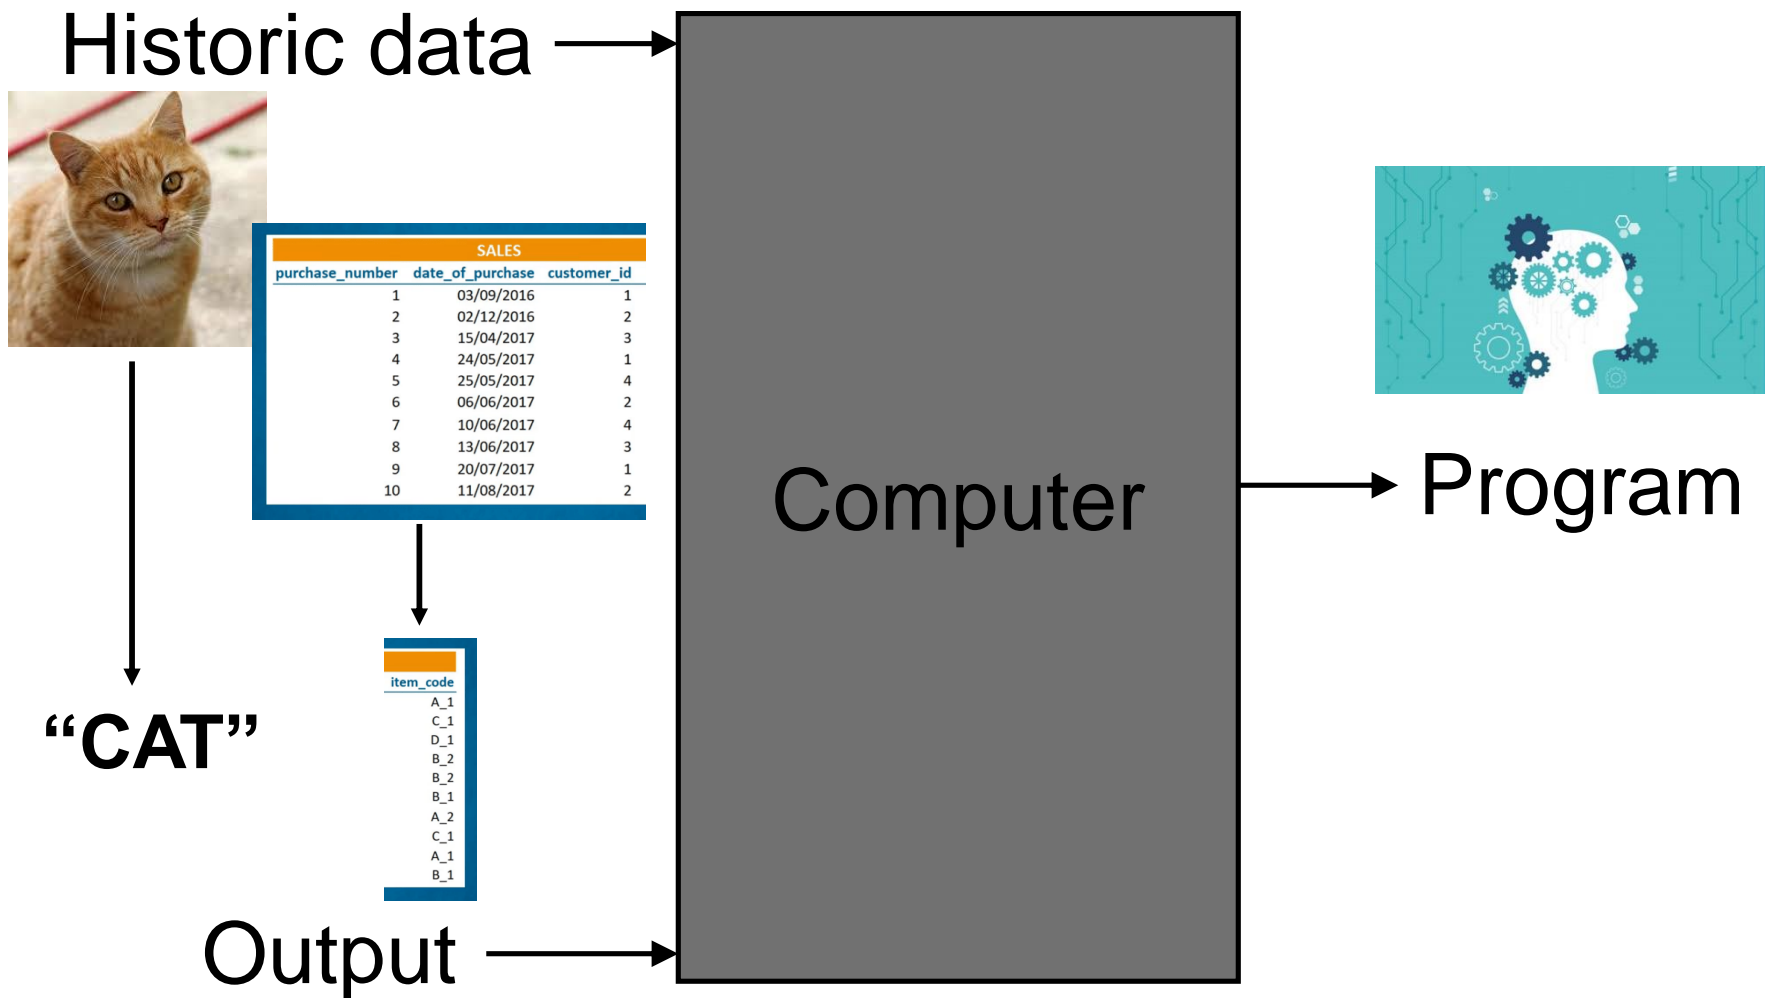 Historic data
SALES
purchase_number date_of_purchase customer_id
1 03/09/2016 1
2 02/12/2016 2
3 15/04/2017 3
4 24/05/2017 1
5 25/05/2017 4
6 06/06/2017 2
7 10/06/2017 4
8 13/06/2017 3
9 20/07/2017 1
10 11/08/2017 2
Computer
Program
“CAT”
item_code
A_1
C_1
D_1
B_2
B_2
B_1
A_2
C_1
A_1
B_1
Output